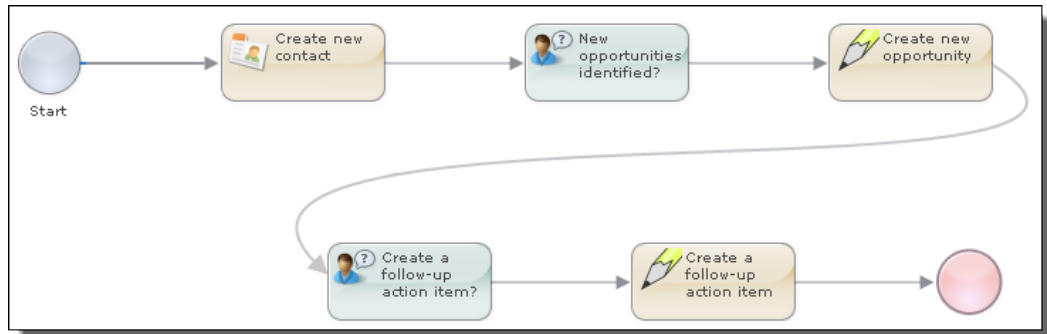 Start
Create new
contact
New
opportunities
identified?
Create new
opportunity
Create a
follow-up
action item?
Create a
follow-up
action item